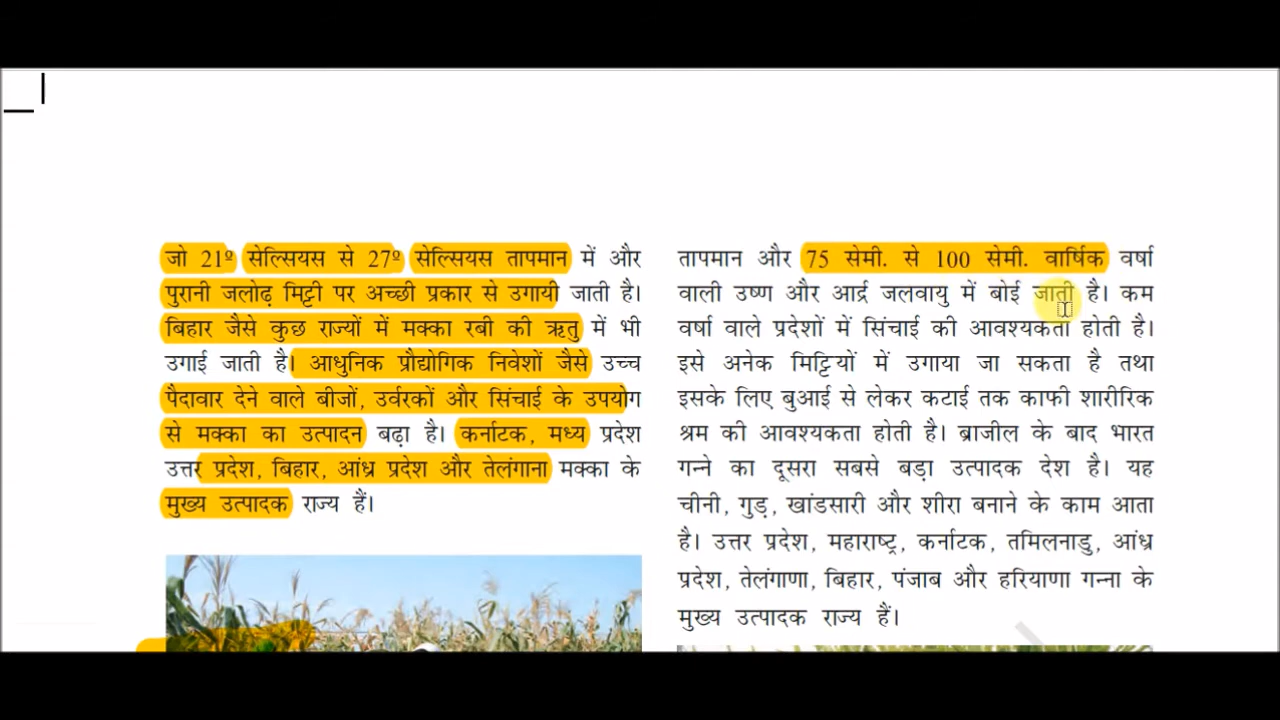 जो 21º सेल्सियस से 27º सेल्सियस तापमान में और
पुरानी जलोढ़ मिट्टी पर अच्छी प्रकार से उगायी जाती है।
बिहार जैसे कुछ राज्यों में मक्का रबी की ऋतु में भी
उगाई जाती है। आधुनिक प्रौद्योगिक निवेशों जैसे उच्च
पैदावार देने वाले बीजों, उर्वरकों और सिंचाई के उपयोग
से मक्का का उत्पादन बढ़ा है। कर्नाटक, मध्य प्रदेश
उत्तर प्रदेश, बिहार, आंध्र प्रदेश और तेलंगाना मक्का के
मुख्य उत्पादक राज्य हैं।
तापमान और 75 सेमी. से 100 सेमी. वार्षिक वर्षा
वाली उष्ण और आर्द्र जलवायु में बोई जाती है। कम
वर्षा वाले प्रदेशों में सिंचाई की आवश्यकता होती है।
इसे अनेक मिट्टियों में उगाया जा सकता है तथा
इसके लिए बुआई से लेकर कटाई तक काफी शारीरिक
श्रम की आवश्यकता होती है। ब्राजील के बाद भारत
गन्ने का दूसरा सबसे बड़ा उत्पादक देश है। यह
चीनी, गुड़, खांडसारी और शीरा बनाने के काम आता
है। उत्तर प्रदेश, महाराष्ट्र, कर्नाटक, तमिलनाडु, आंध्र
प्रदेश, तेलंगाणा, बिहार, पंजाब और हरियाणा गन्ना के
मुख्य उत्पादक राज्य हैं।